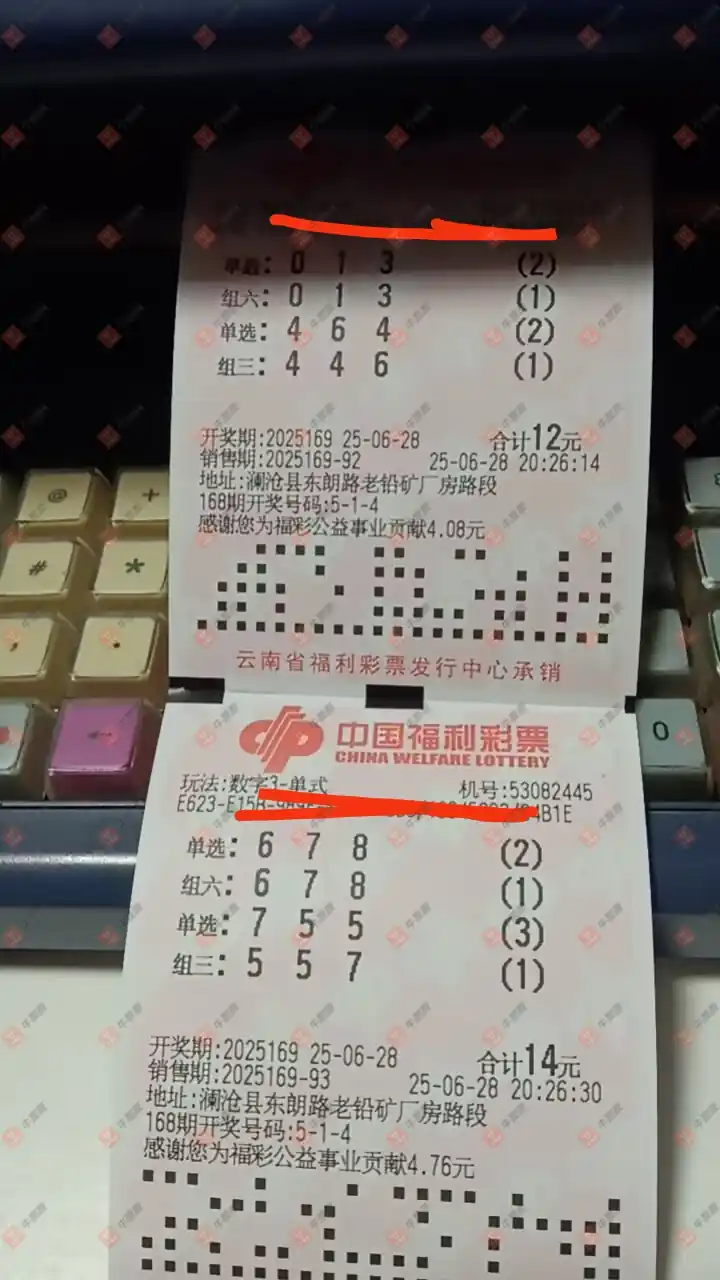 单选: 0 1 3 (2)
组六: 0 1 3 (1)
单选: 4 6 4 (2)
组三: 4 4 6 (1)
开奖期:2025169 25-06-28 合计12元
销售期:2025169-92 25-06-28 20:26:14
地址:澜沧县东朗路老铅矿厂房路段
168期开奖号码:5-1-4
感谢您为福彩公益事业贡献4.08元
云南省福利彩票发行中心承销
中国福利彩票
CHINA WELFARE LOTTERY
玩法:数字3-单式 机号:53082445
E623-E15B-
4B1E
单选: 6 7 8 (2)
组六: 6 7 8 (1)
单选: 7 5 5 (3)
组三: 5 5 7 (1)
开奖期:2025169 25-06-28 合计14元
销售期:2025169-93 25-06-28 20:26:30
地址:澜沧县东朗路老铅矿厂房路段
168期开奖号码:5-1-4
感谢您为福彩公益事业贡献4.76元
@
+
#
*
0